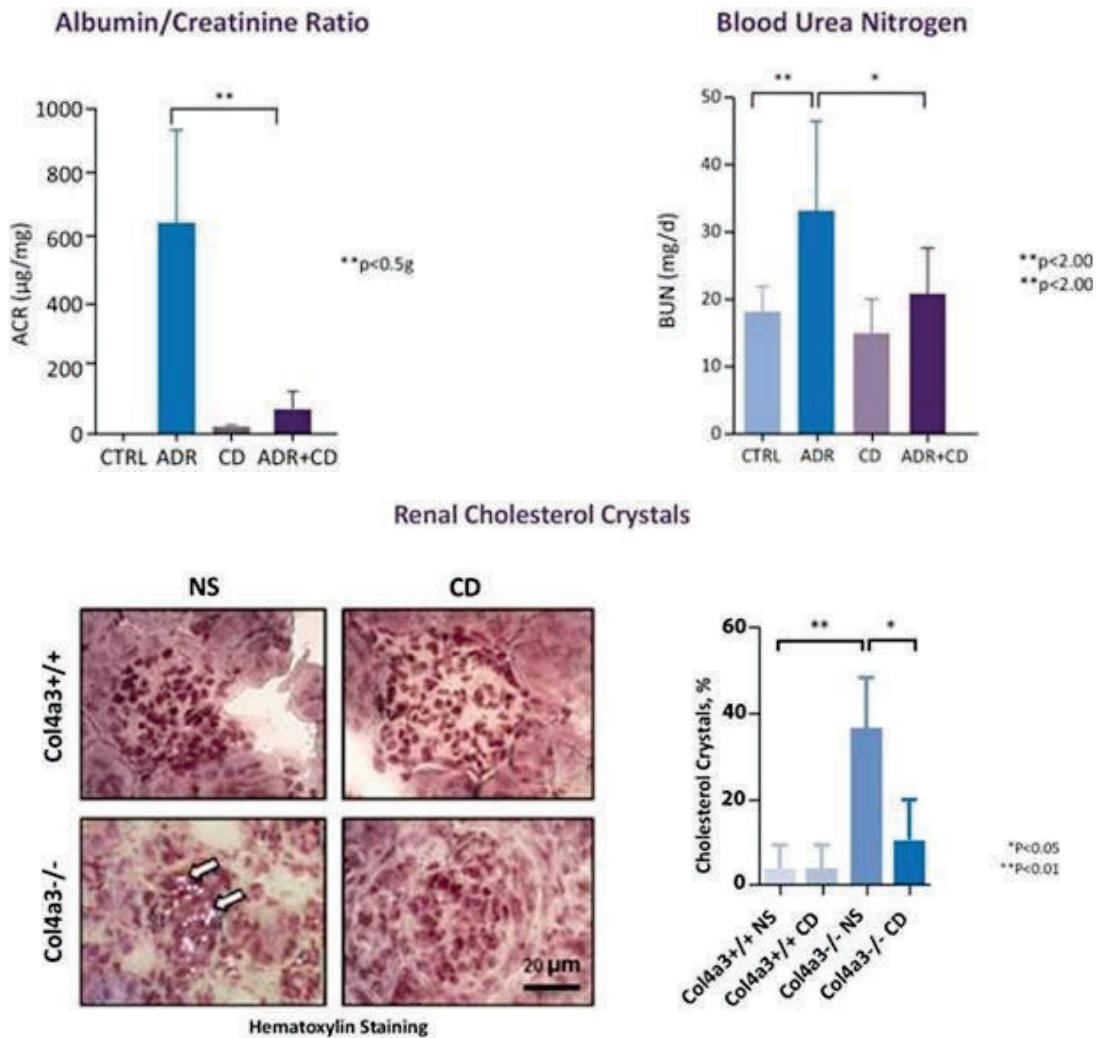 Albumin/Creatinine Ratio
**
1000
800
600
400
200
0
ACR (µg/mg)
CTRL ADR CD ADR+CD
**p<0.5g
Blood Urea Nitrogen
** *
50
40
30
20
10
0
BUN (mg/d)
CTRL ADR CD ADR+CD
**p<2.00
**p<2.00
Renal Cholesterol Crystals
NS CD
Col4a3+/+
Col4a3-/-
20 µm
Hematoxylin Staining
** *
60
40
20
0
Cholesterol Crystals, %
Col4a3+/+ NS
Col4a3+/+ CD
Col4a3-/- NS
Col4a3-/- CD
*P<0.05
**P<0.01